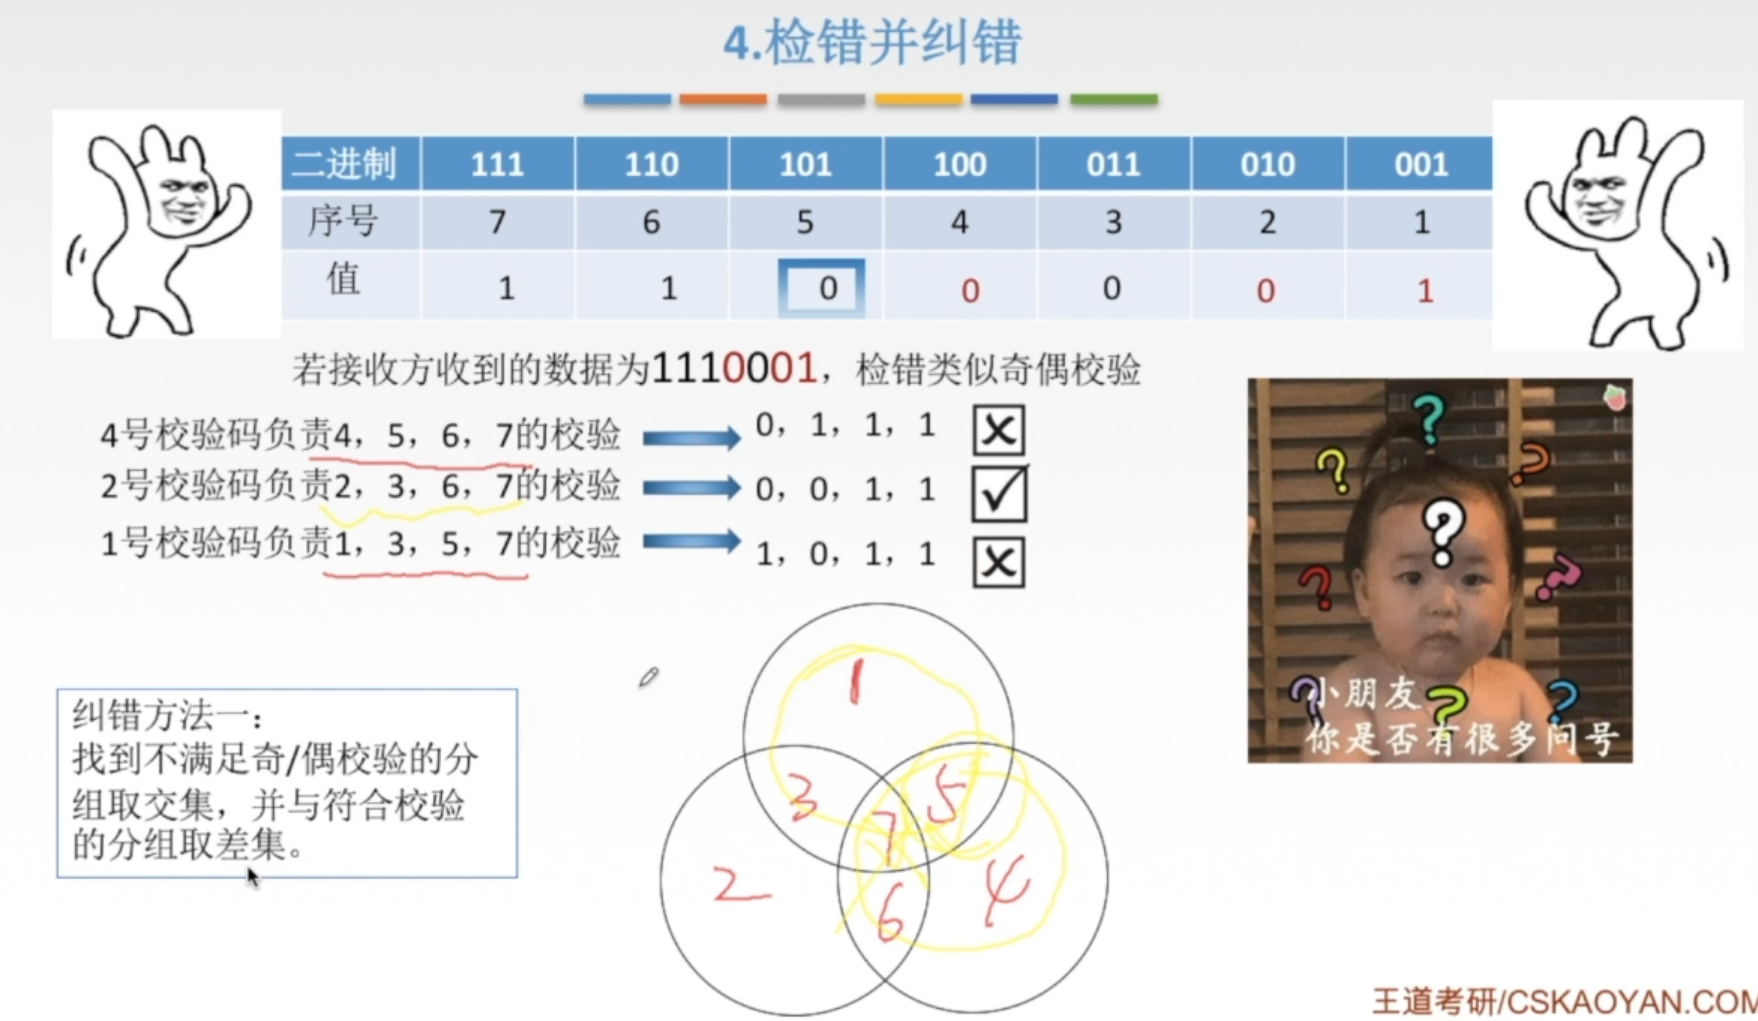 4.检错并纠错
二进制 111 110 101 100 011 010 001
序号 7 6 5 4 3 2 1
值 1 1 0 0 0 0 1
若接收方收到的数据为1110001，检错类似奇偶校验
4号校验码负责4，5，6，7的校验 0，1，1，1
2号校验码负责2，3，6，7的校验 0，0，1，1
1号校验码负责1，3，5，7的校验 1，0，1，1
纠错方法一：
找到不满足奇/偶校验的分
组取交集，并与符合校验
的分组取差集。
1
3
5
7
2
6
4
? ? ? ? ? ? ? ? ? ?
小朋友
你是否有很多问号
王道考研/CSKAOYAN.COM